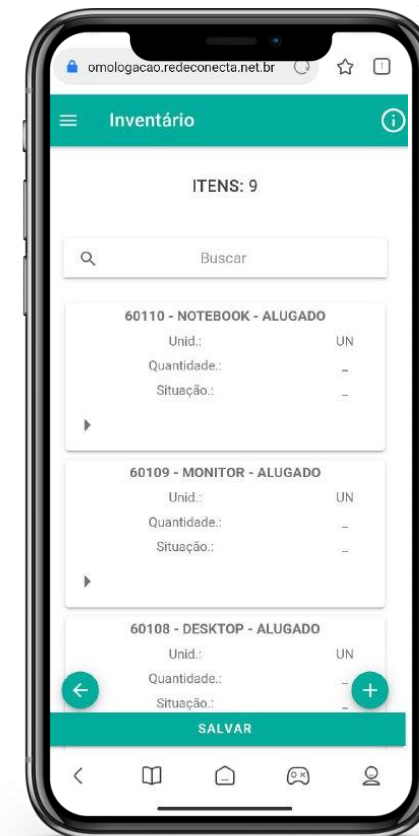 omologacao.redeconecta.net.br
1
Inventário
ITENS: 9
Buscar
60110 - NOTEBOOK - ALUGADO
Unid.: UN
Quantidade.: _
Situação.: _
60109 - MONITOR - ALUGADO
Unid.: UN
Quantidade.: _
Situação.: _
60108 - DESKTOP - ALUGADO
Unid.: UN
Quantidade.: _
Situação.: _
SALVAR